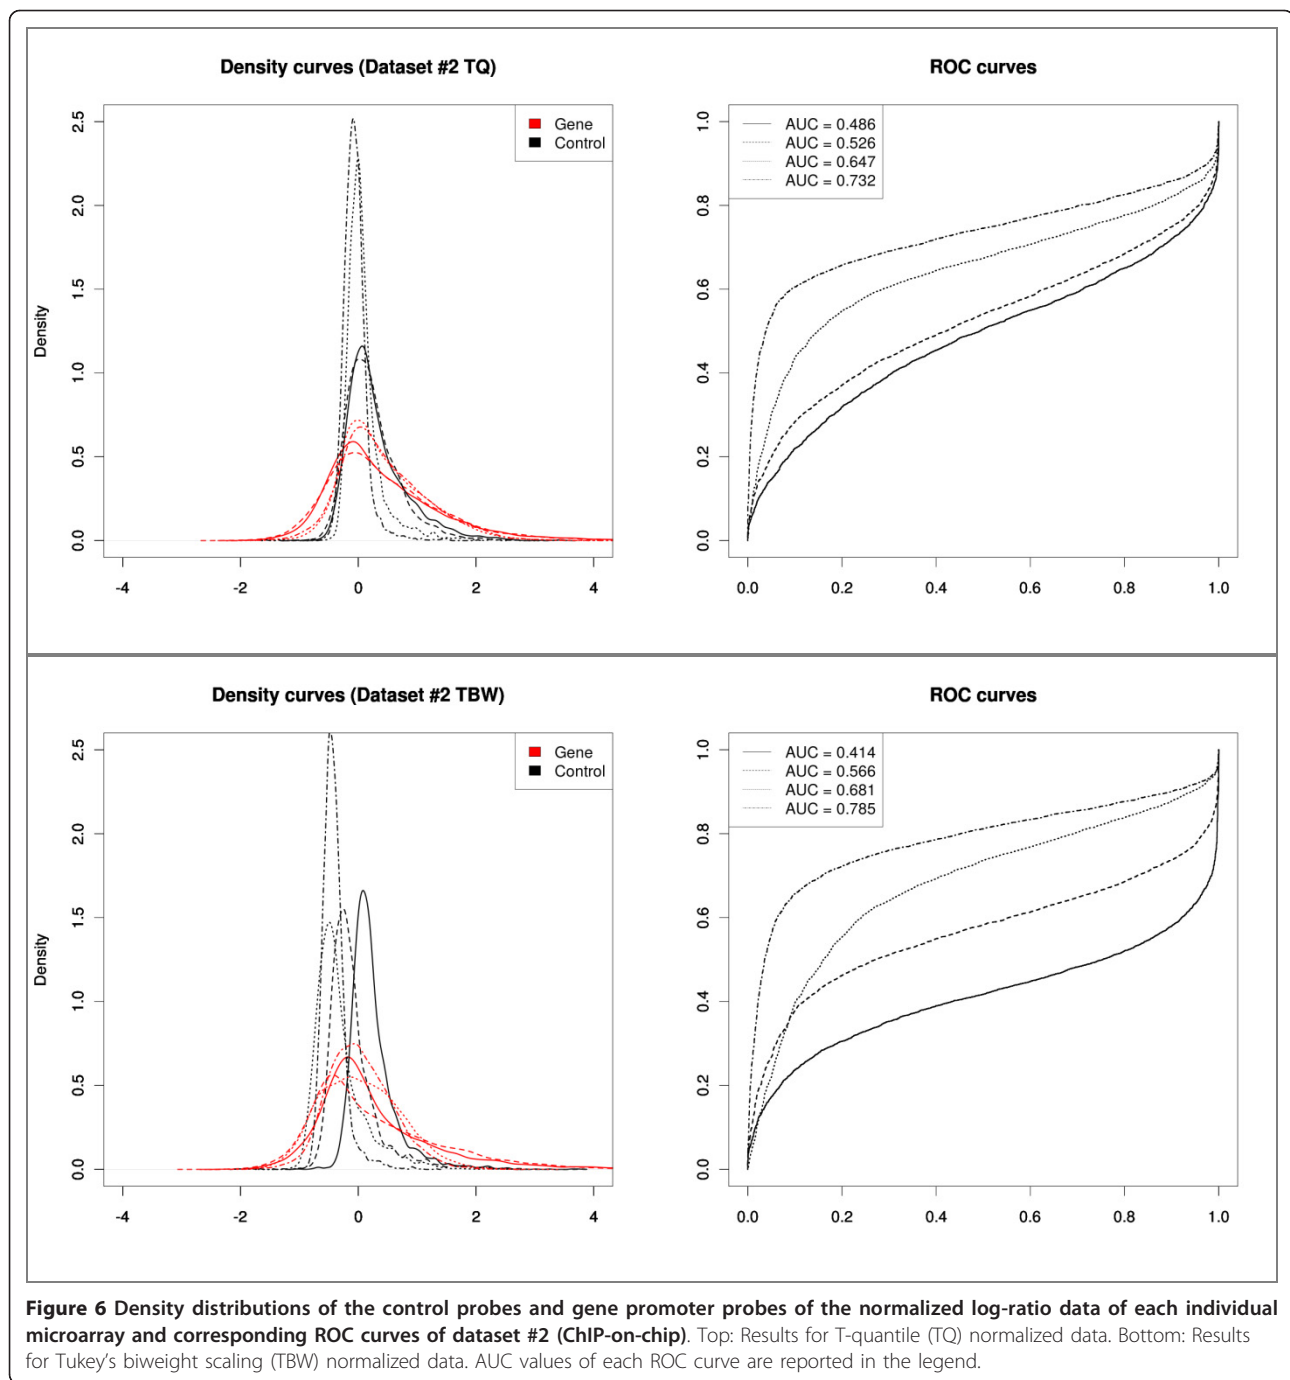 Density curves (Dataset #2 TQ)
Density
0.0 0.5 1.0 1.5 2.0 2.5
-4 -2 0 2 4
Gene
Control
ROC curves
0.0 0.2 0.4 0.6 0.8 1.0
0.0 0.2 0.4 0.6 0.8 1.0
AUC = 0.486
AUC = 0.526
AUC = 0.647
AUC = 0.732
Density curves (Dataset #2 TBW)
Density
0.0 0.5 1.0 1.5 2.0 2.5
-4 -2 0 2 4
Gene
Control
ROC curves
0.0 0.2 0.4 0.6 0.8 1.0
0.0 0.2 0.4 0.6 0.8 1.0
AUC = 0.414
AUC = 0.566
AUC = 0.681
AUC = 0.785
Figure 6 Density distributions of the control probes and gene promoter probes of the normalized log-ratio data of each individual
microarray and corresponding ROC curves of dataset #2 (ChIP-on-chip). Top: Results for T-quantile (TQ) normalized data. Bottom: Results
for Tukey's biweight scaling (TBW) normalized data. AUC values of each ROC curve are reported in the legend.